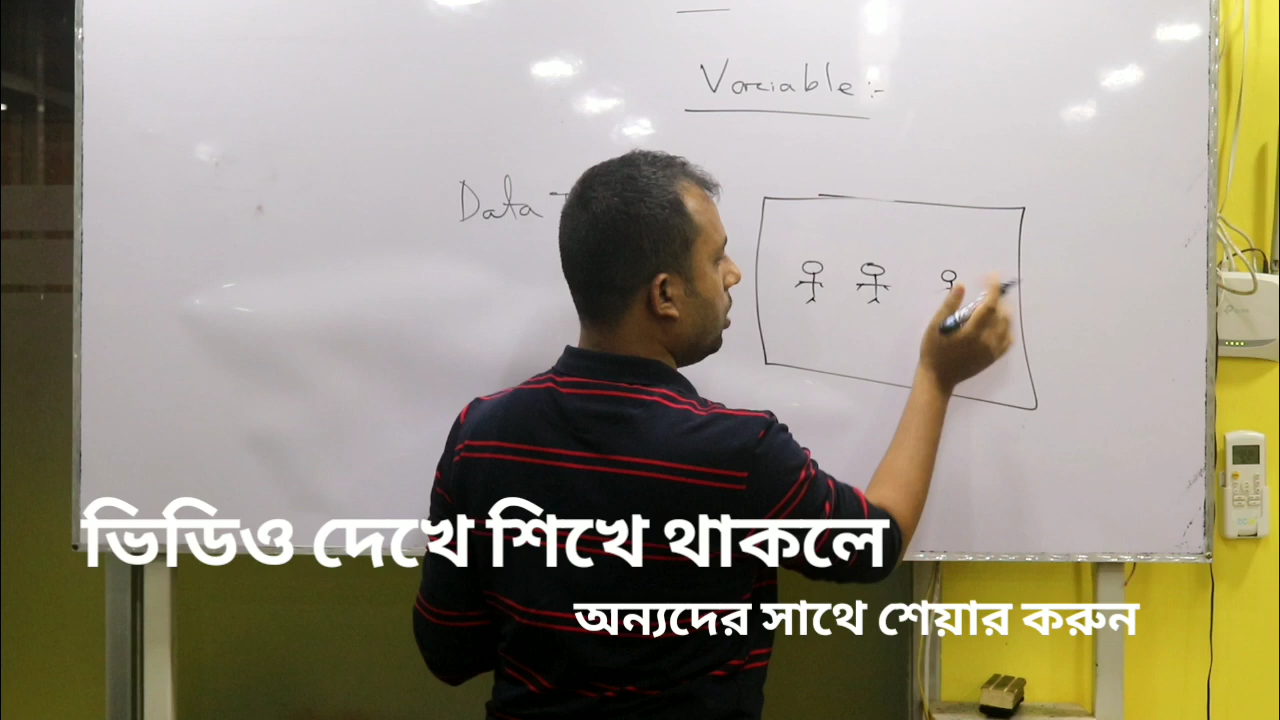 Variable :-
Data
ভিডিও দেখে শিখে থাকলে
অন্যদের সাথে শেয়ার করুন